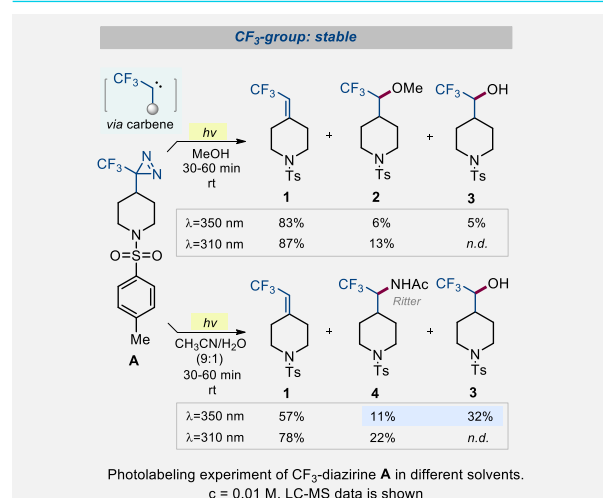 CF3-group: stable
CF3
••
via carbene
hν
MeOH
30-60 min
rt
CF3
N
Ts
1
+
CF3
OMe
N
Ts
2
+
CF3
OH
N
Ts
3
λ=350 nm 83% 6% 5%
λ=310 nm 87% 13% n.d.
CF3
N
N
N
O=S=O
Me
A
hν
CH3CN/H2O
(9:1)
30-60 min
rt
CF3
N
Ts
1
+
CF3
NHAc
Ritter
N
Ts
4
+
CF3
OH
N
Ts
3
λ=350 nm 57% 11% 32%
λ=310 nm 78% 22% n.d.
Photolabeling experiment of CF3-diazirine A in different solvents.
c = 0.01 M. LC-MS data is shown